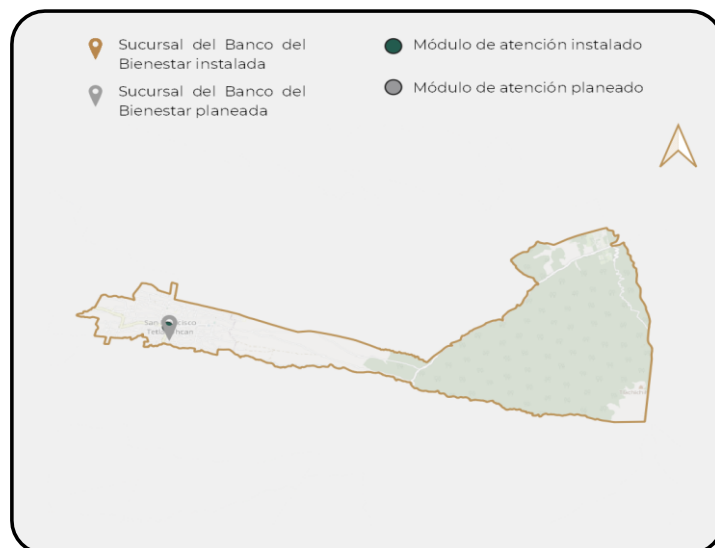 Sucursal del Banco del
Bienestar instalada
Sucursal del Banco del
Bienestar planeada
Módulo de atención instalado
Módulo de atención planeado
San